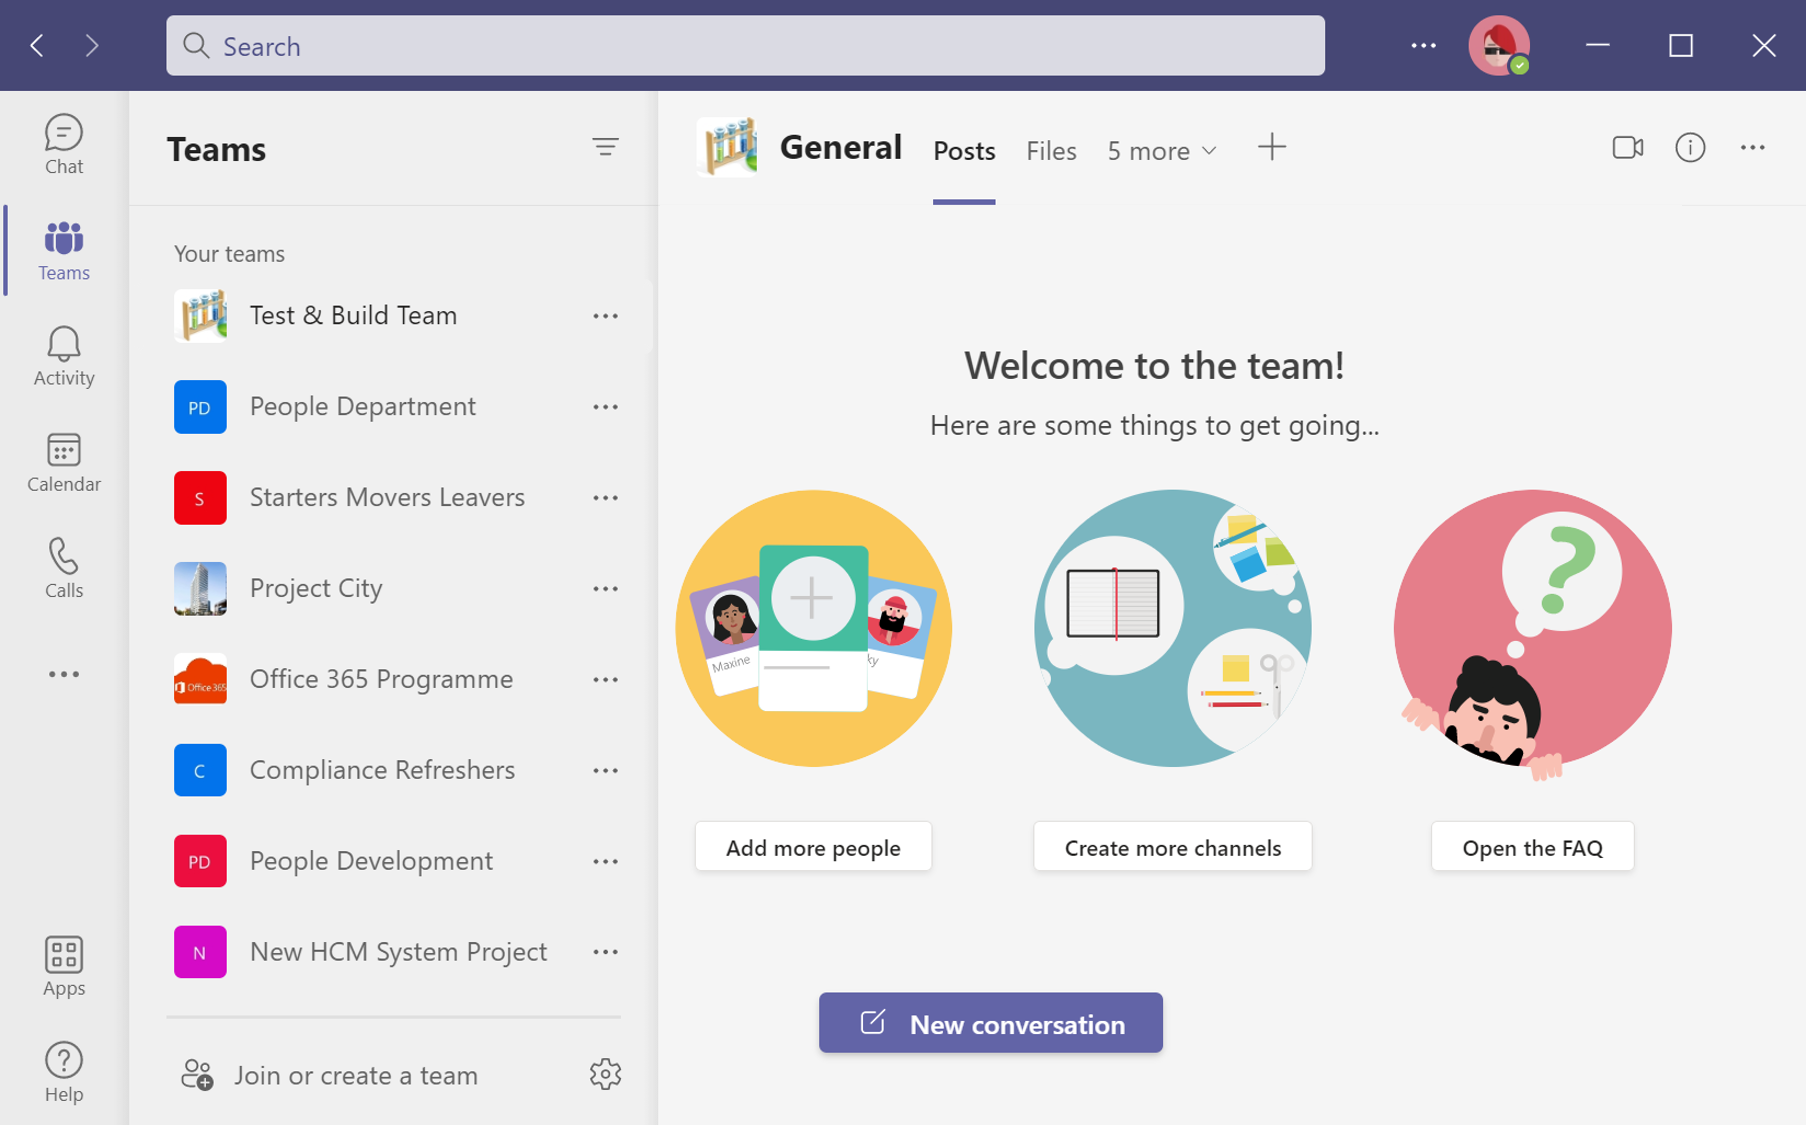 Search
Chat
Teams
Activity
Calendar
Calls
Apps
Help
Teams
Your teams
Test & Build Team
PD People Department
S Starters Movers Leavers
Project City
Office 365 Office 365 Programme
C Compliance Refreshers
PD People Development
N New HCM System Project
Join or create a team
General Posts Files 5 more
Welcome to the team!
Here are some things to get going...
Maxine
ky
?
Add more people
Create more channels
Open the FAQ
New conversation